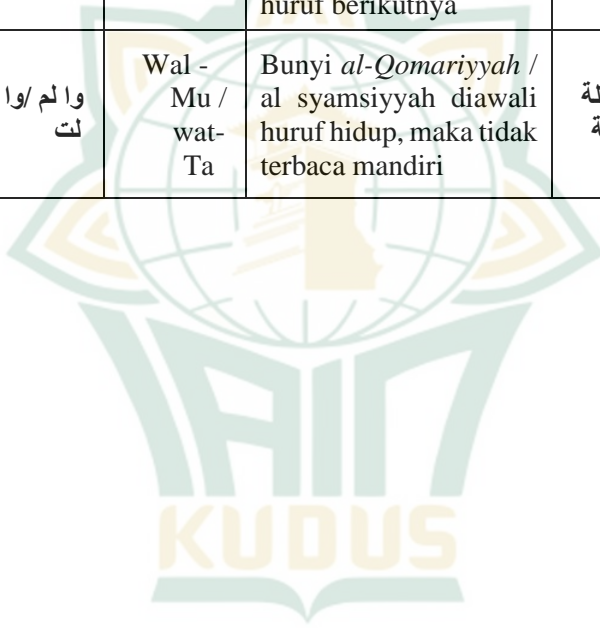 huruf berikutnya
وا لم /وا
لت
Wal -
Mu /
wat-
Ta
Bunyi al-Qomariyyah /
al syamsiyyah diawali
huruf hidup, maka tidak
terbaca mandiri
IAIN
KUDUS